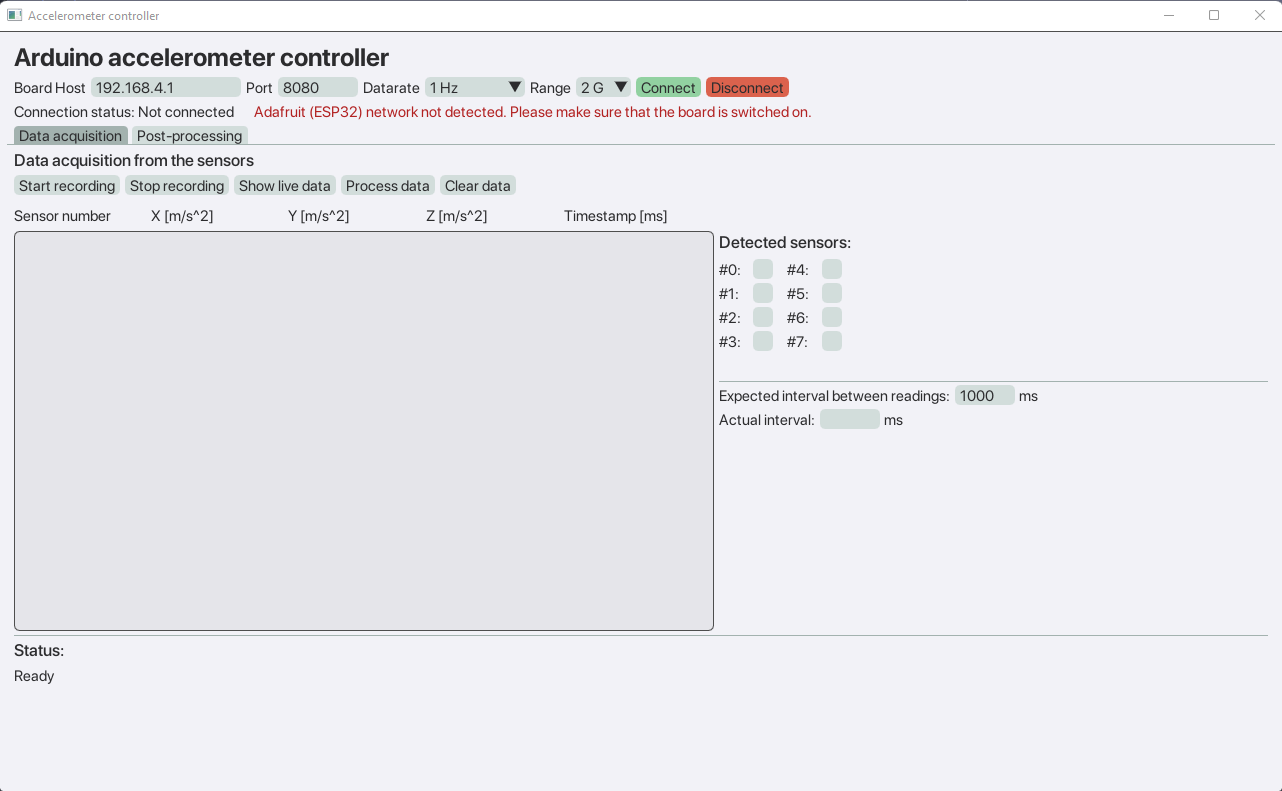 Accelerometer controller
Arduino accelerometer controller
Board Host 192.168.4.1 Port 8080 Datarate 1 Hz Range 2 G Connect Disconnect
Connection status: Not connected Adafruit (ESP32) network not detected. Please make sure that the board is switched on.
Data acquisition Post-processing
Data acquisition from the sensors
Start recording Stop recording Show live data Process data Clear data
Sensor number X [m/s^2] Y [m/s^2] Z [m/s^2] Timestamp [ms]
Detected sensors:
#0: #4:
#1: #5:
#2: #6:
#3: #7:
Expected interval between readings: 1000 ms
Actual interval: ms
Status:
Ready